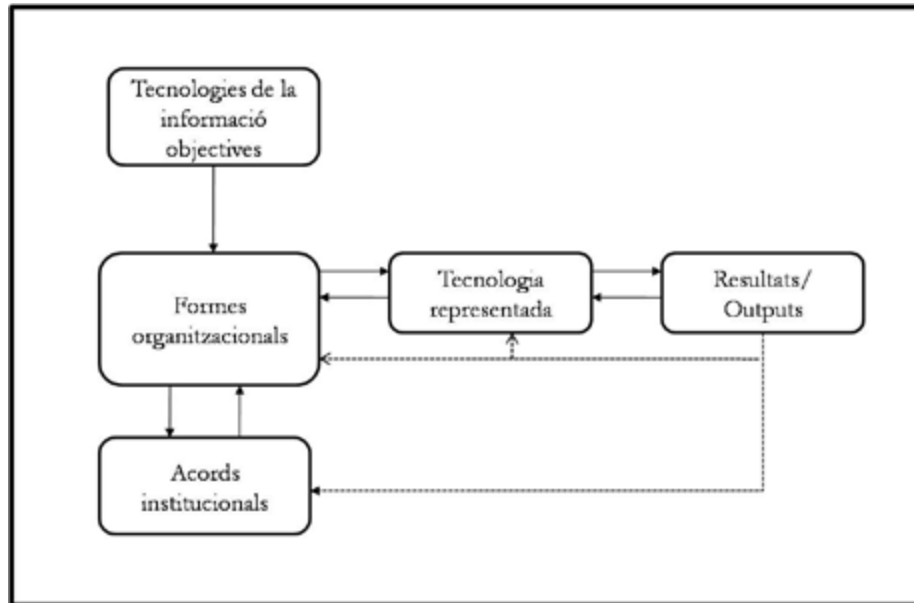 Tecnologies de la
informació
objectives
Formes
organitzacionals
Tecnologia
representada
Resultats/
Outputs
Acords
institucionals